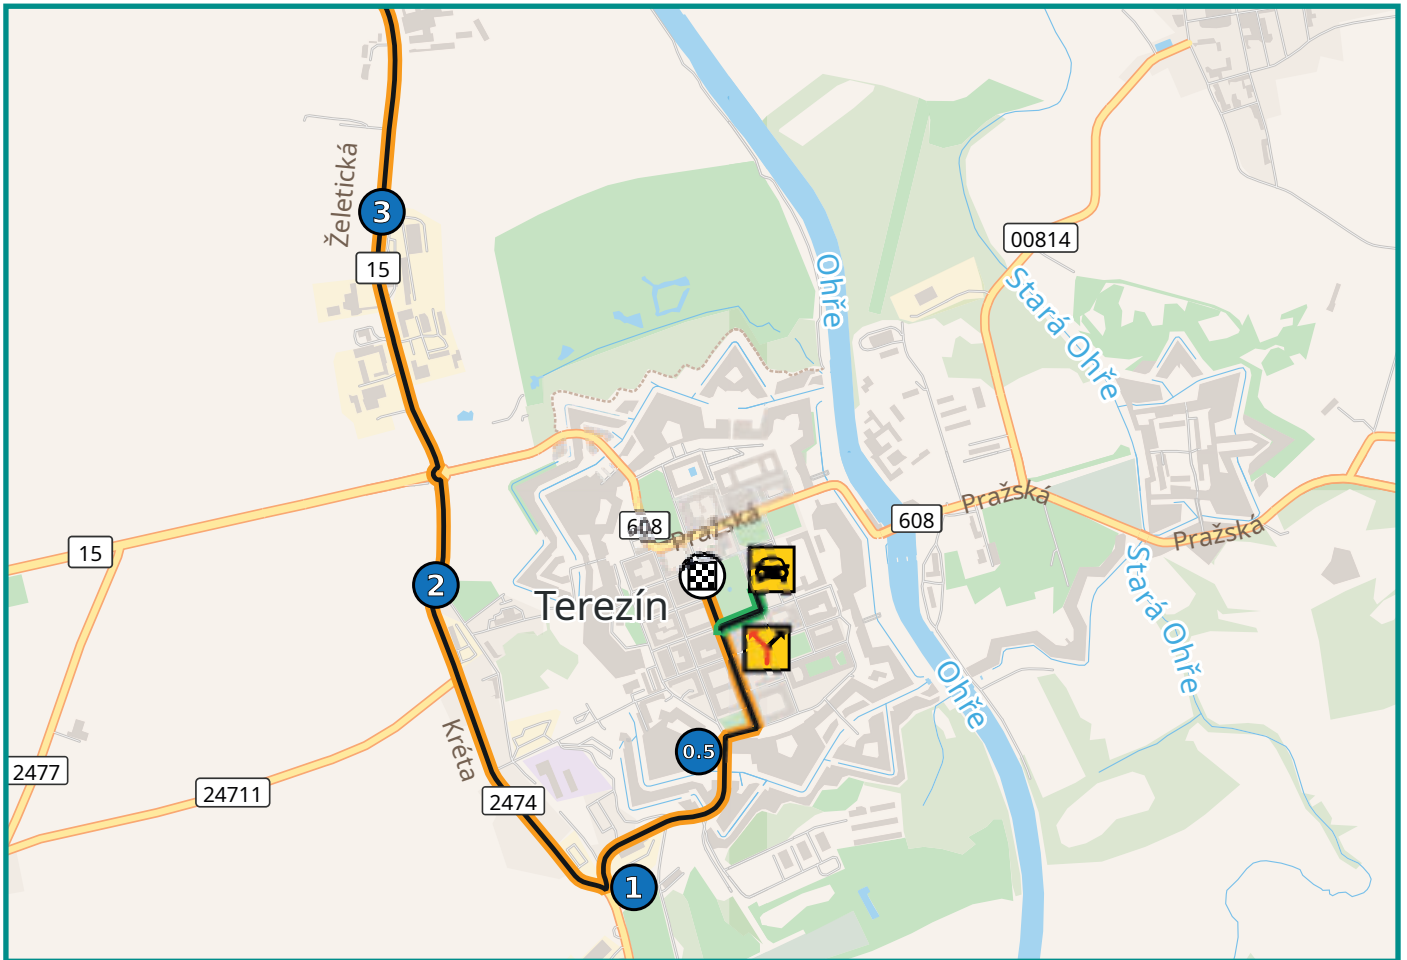 Želetická
3
15
00814
Ohře
Stará Ohře
608
Pražská
608
Pražská
Pražská
15
2
Terezín
Stará Ohře
Ohře
Kréta
0.5
2477
24711
2474
1